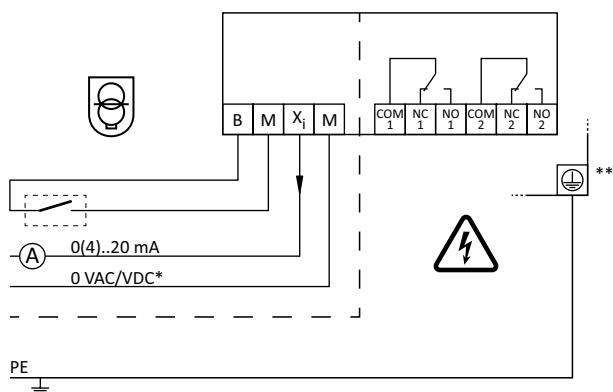 B M Xi M
COM 1 NC 1 NO 1 COM 2 NC 2 NO 2
**
A 0(4)..20 mA
0 VAC/VDC*
PE